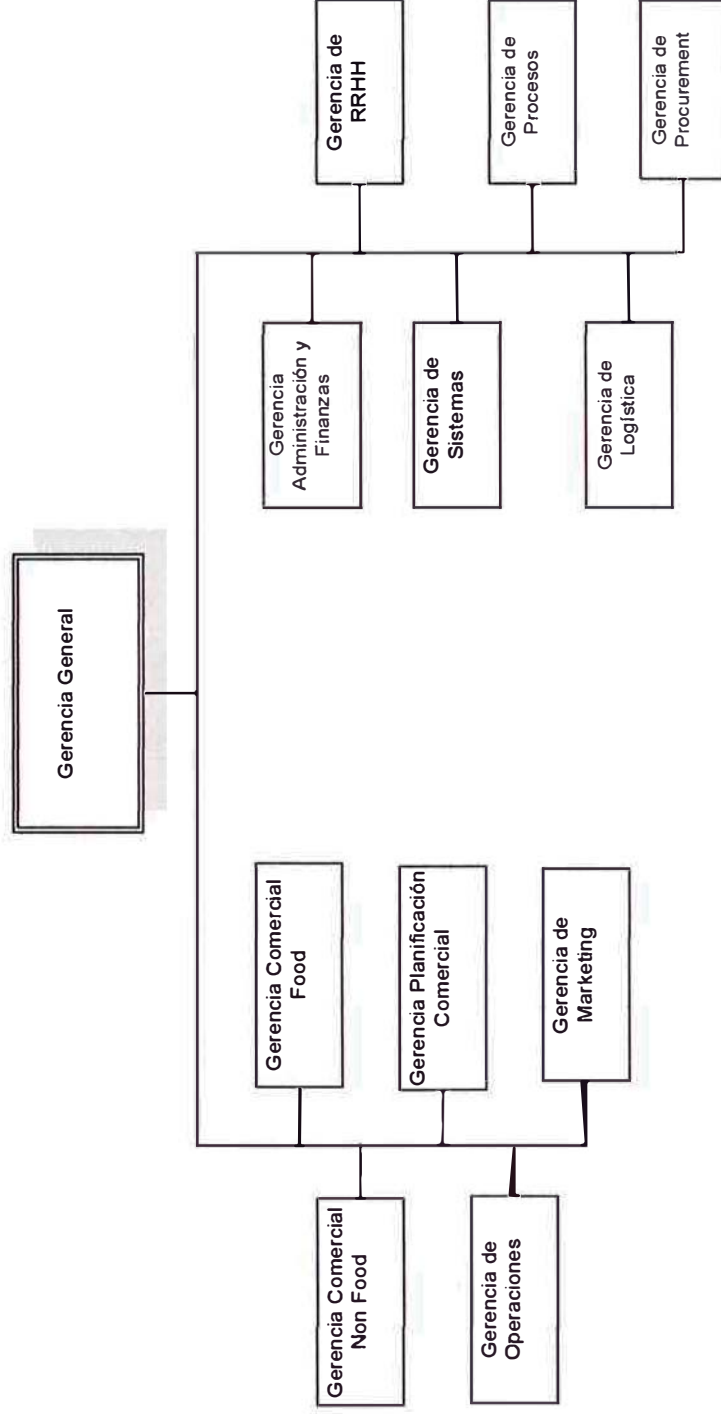 Gerencia General
Gerencia Comercial
Non Food
Gerencia Comercial
Food
Gerencia de
Operaciones
Gerencia Planificación
Comercial
Gerencia de
Marketing
Gerencia
Administración y
Finanzas
Gerencia de
RRHH
Gerencia de
Sistemas
Gerencia de
Procesos
Gerencia de
Logística
Gerencia de
Procurement